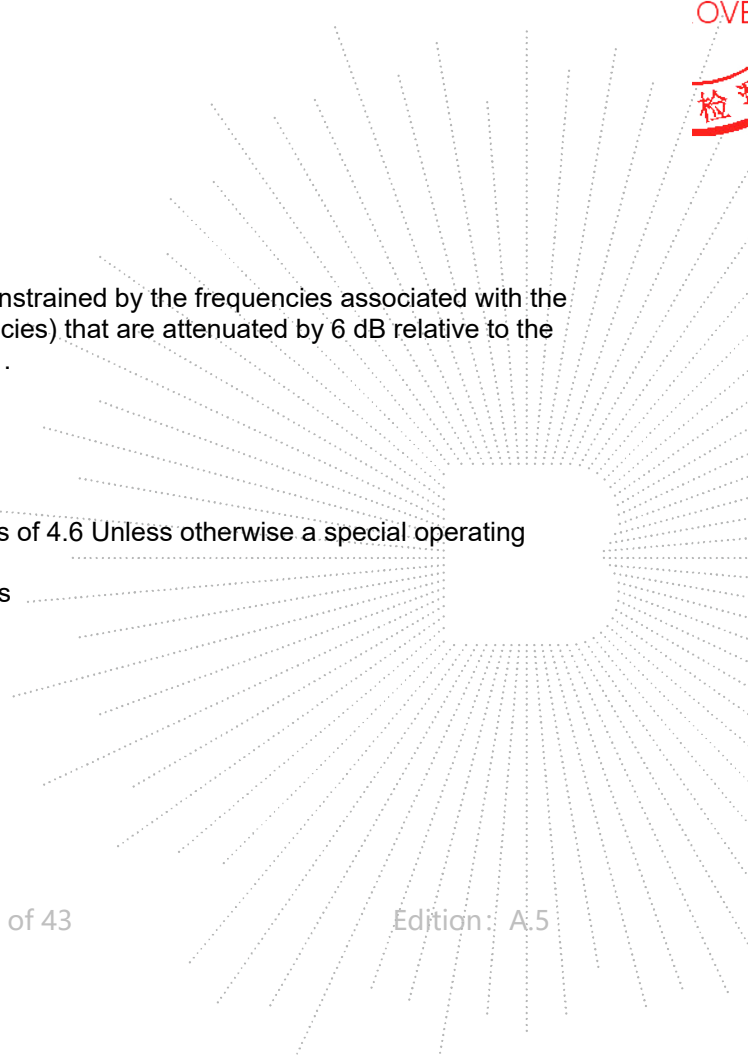 OVE
检
nstrained by the frequencies associated with the
cies) that are attenuated by 6 dB relative to the
.
s of 4.6 Unless otherwise a special operating
s
of 43
Edition：A.5